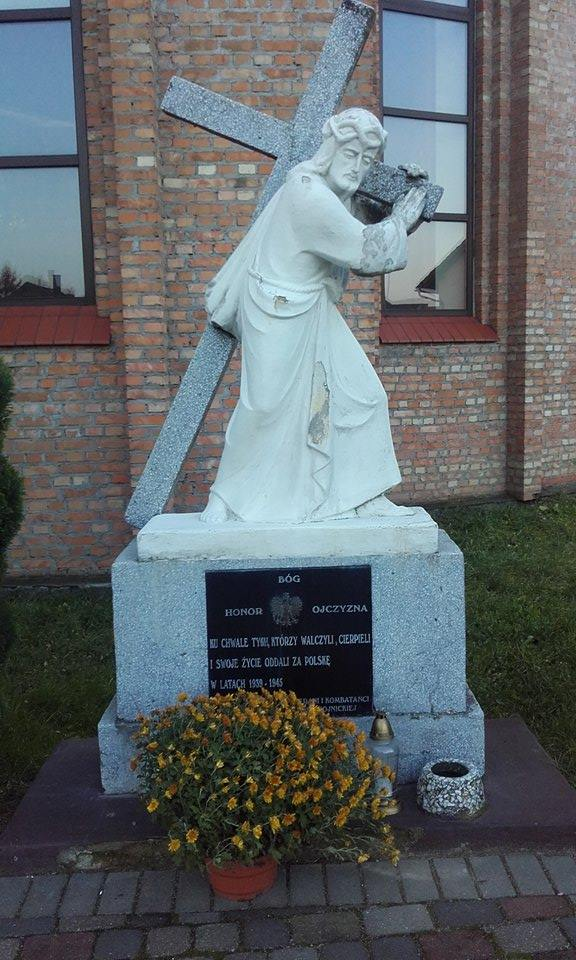 BÓG
HONOR OJCZYZNA
KU CHWALE TYM, KTÓRZY WALCZYLI, CIERPIELI
I SWOJE ŻYCIE ODDALI ZA POLSKĘ
W LATACH 1939-1945
I KOMBATANCI